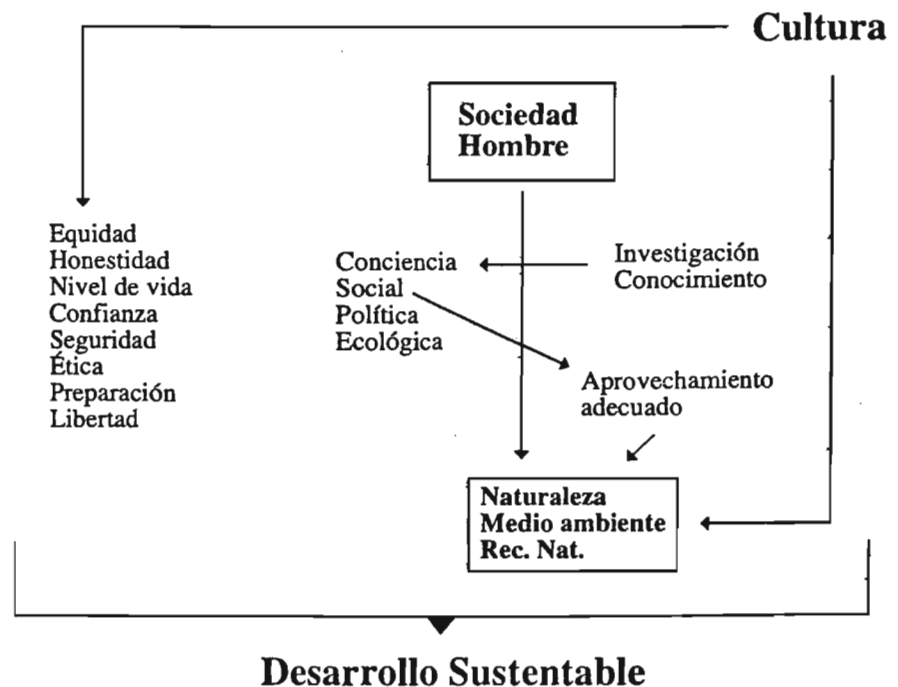 Cultura
Sociedad
Hombre
Equidad
Honestidad
Nivel de vida
Confianza
Seguridad
Ética
Preparación
Libertad
Conciencia
Social
Política
Ecológica
Investigación
Conocimiento
Aprovechamiento
adecuado
Naturaleza
Medio ambiente
Rec. Nat.
Desarrollo Sustentable